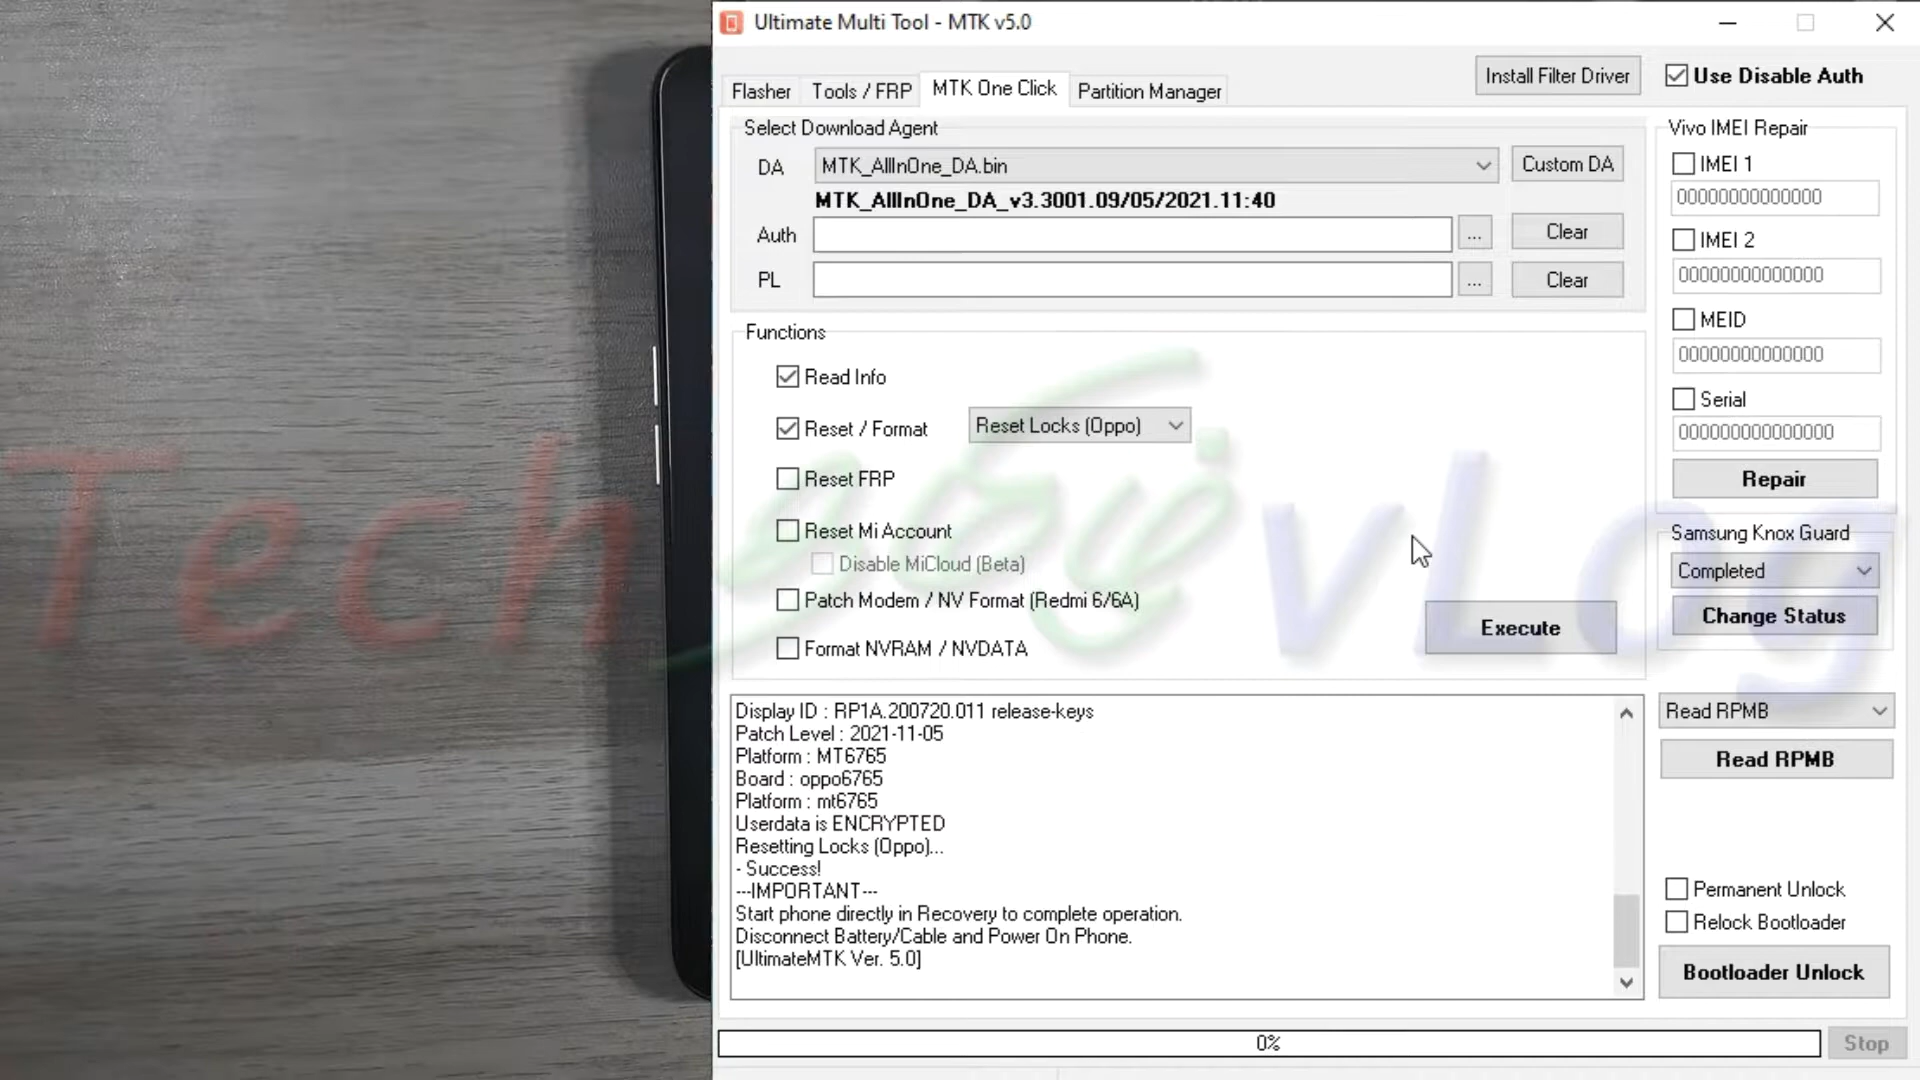 Ultimate Multi Tool - MTK v5.0
Install Filter Driver
Use Disable Auth
Flasher
Tools / FRP
MTK One Click
Partition Manager
Select Download Agent
DA
MTK_AllInOne_DA.bin
Custom DA
MTK_AllInOne_DA_v3.3001.09/05/2021.11:40
Auth
...
Clear
PL
...
Clear
Functions
Read Info
Reset / Format
Reset Locks (Oppo)
Reset FRP
Reset Mi Account
Disable MiCloud (Beta)
Patch Modem / NV Format (Redmi 6/6A)
Format NVRAM / NVDATA
Execute
Vivo IMEI Repair
IMEI 1
00000000000000
IMEI 2
00000000000000
MEID
00000000000000
Serial
000000000000000
Repair
Samsung Knox Guard
Completed
Change Status
Tech
vLog
Display ID : RP1A.200720.011 release-keys
Patch Level : 2021-11-05
Platform : MT6765
Board : oppo6765
Platform : mt6765
Userdata is ENCRYPTED
Resetting Locks (Oppo)...
- Success!
---IMPORTANT---
Start phone directly in Recovery to complete operation.
Disconnect Battery/Cable and Power On Phone.
[UltimateMTK Ver. 5.0]
Read RPMB
Read RPMB
Permanent Unlock
Relock Bootloader
Bootloader Unlock
0%
Stop